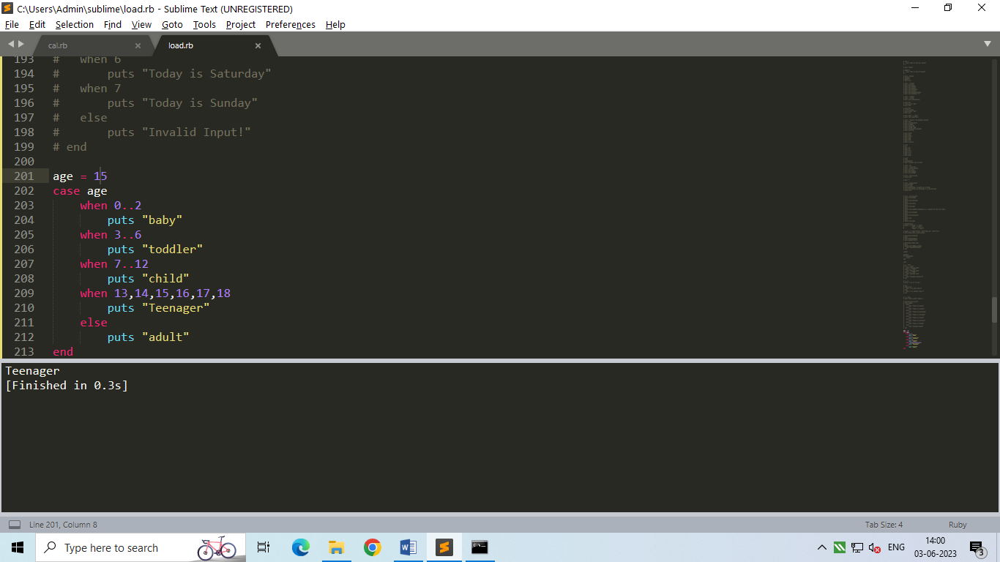 C:\Users\Admin\sublime\load.rb - Sublime Text (UNREGISTERED)
File Edit Selection Find View Goto Tools Project Preferences Help
cal.rb × load.rb ×
193 # when 6
194 # puts "Today is Saturday"
195 # when 7
196 # puts "Today is Sunday"
197 # else
198 # puts "Invalid Input!"
199 # end
200
201 age = 15
202 case age
203 when 0..2
204 puts "baby"
205 when 3..6
206 puts "toddler"
207 when 7..12
208 puts "child"
209 when 13,14,15,16,17,18
210 puts "Teenager"
211 else
212 puts "adult"
213 end
Teenager
[Finished in 0.3s]
Line 201, Column 8 Tab Size: 4 Ruby
Type here to search
ENG
14:00
03-06-2023
3